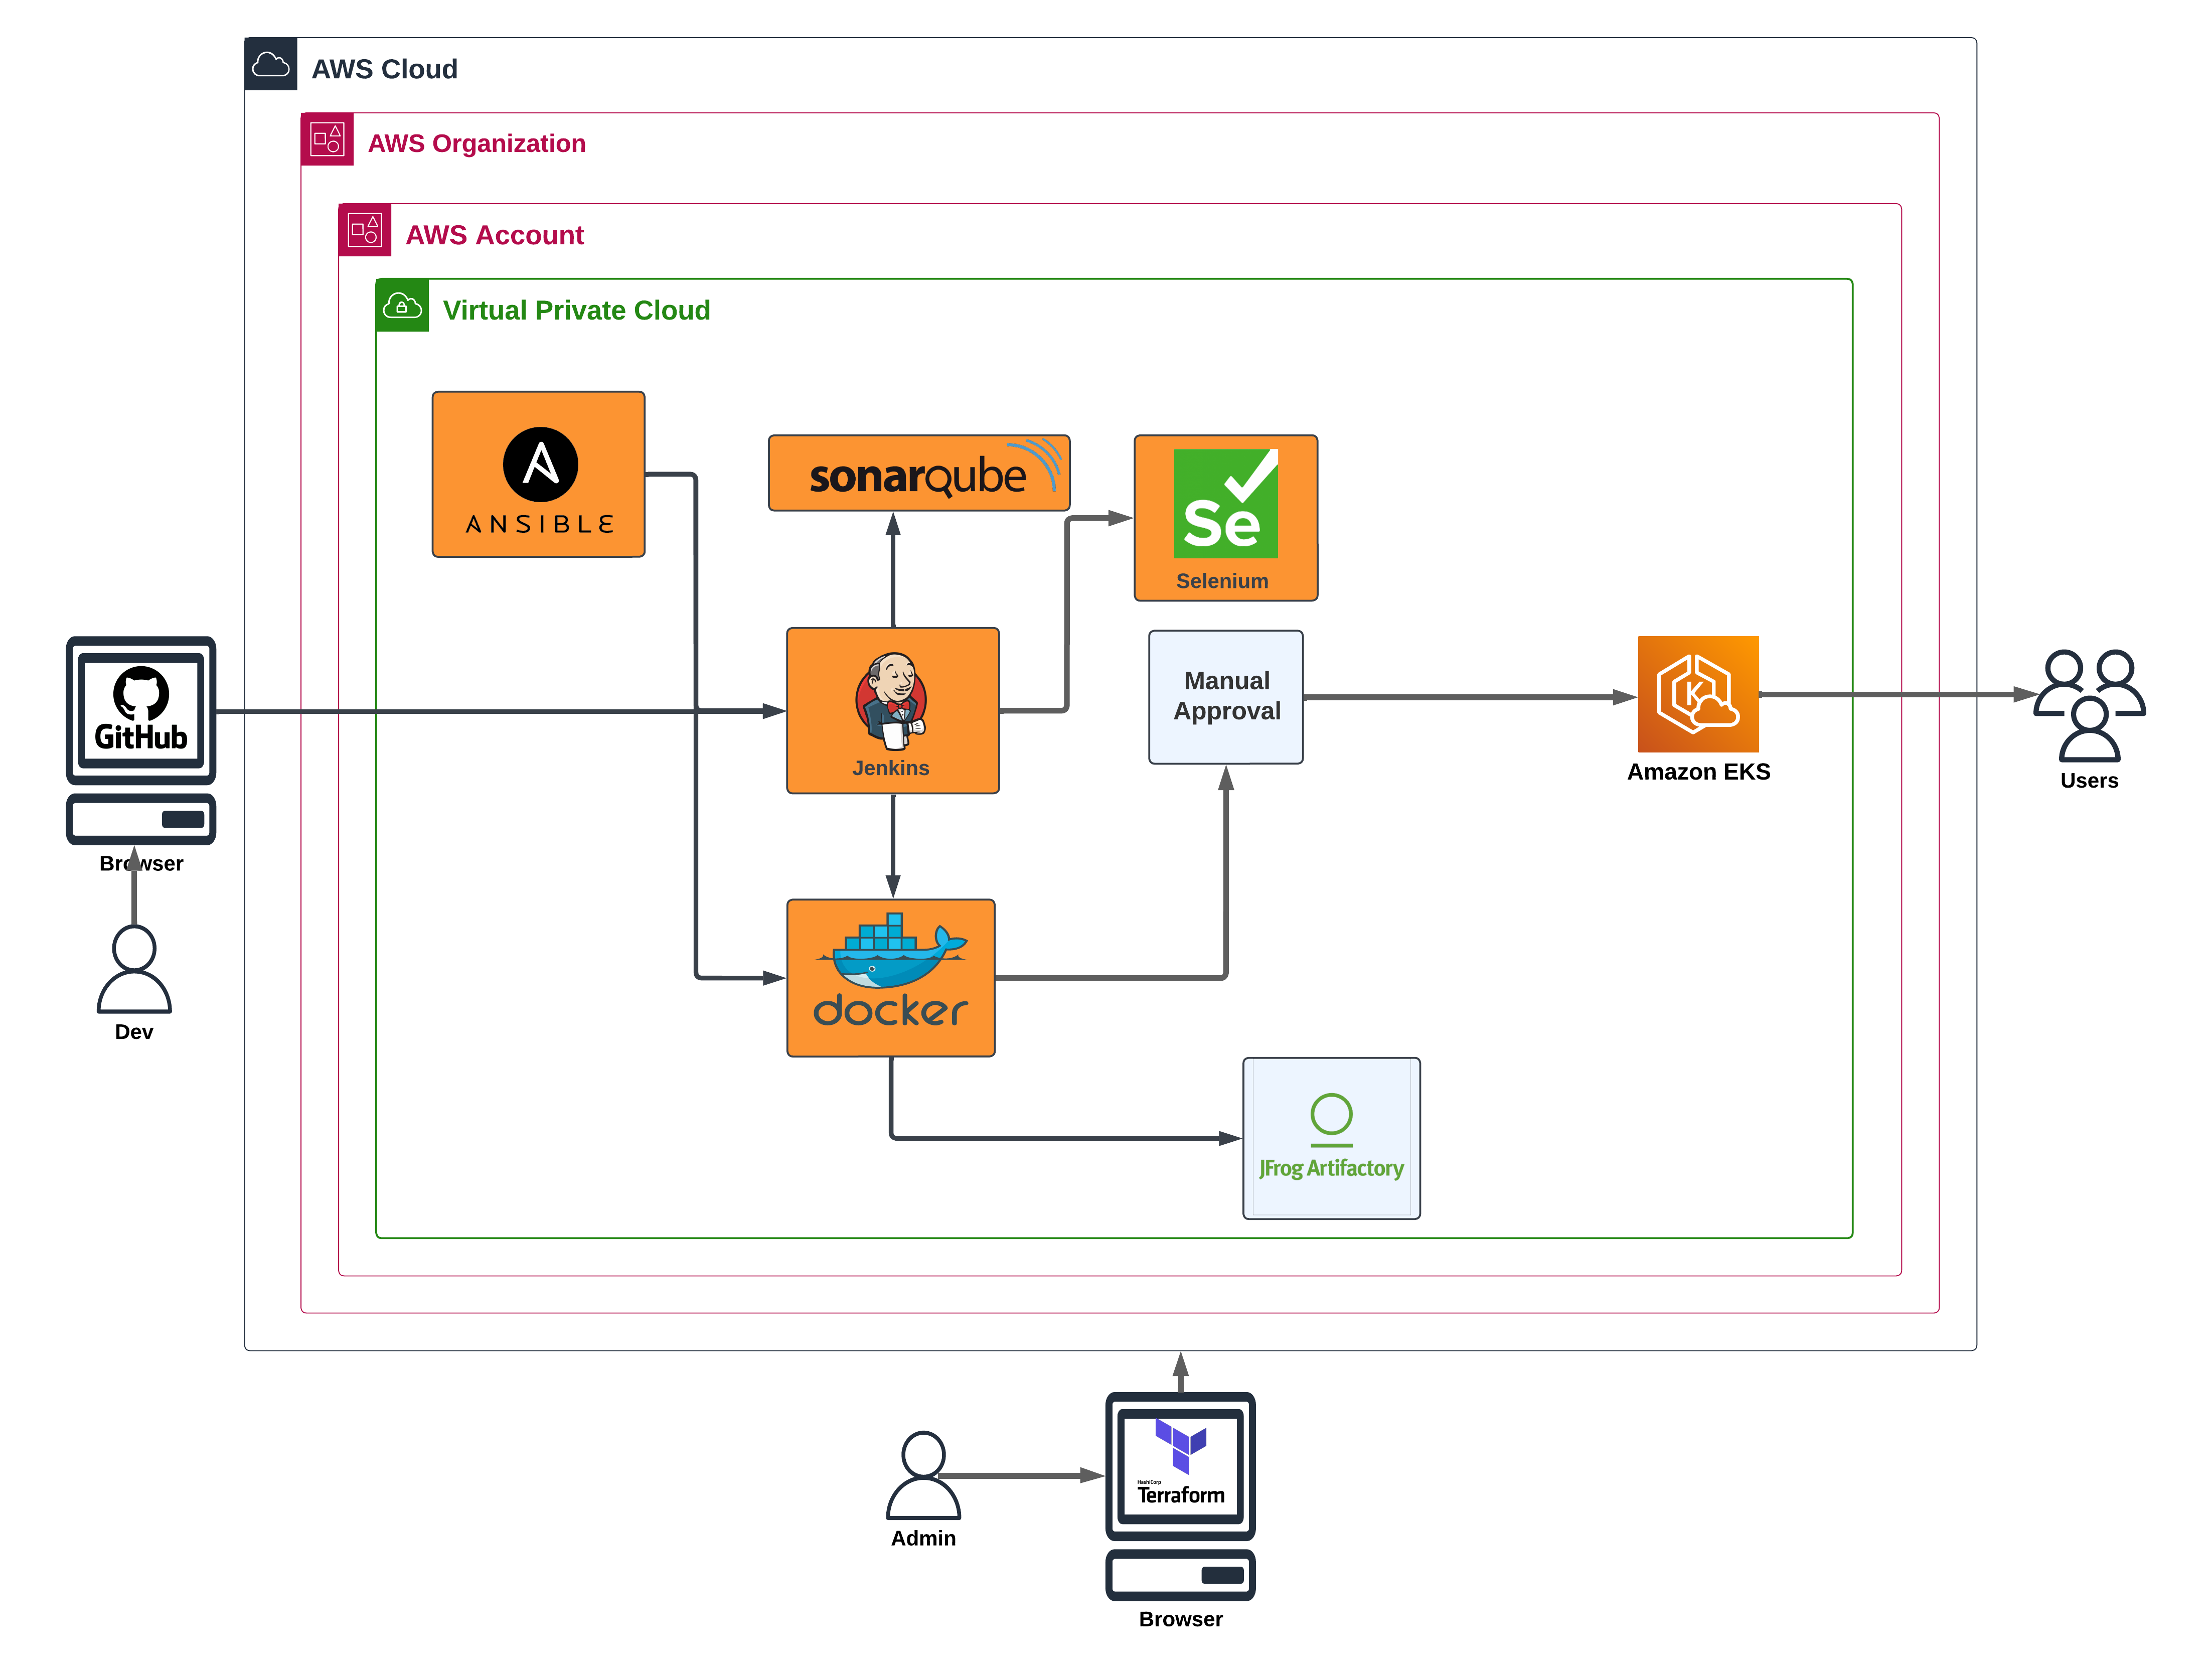 AWS Cloud
AWS Organization
AWS Account
Virtual Private Cloud
ANSIBLE
sonarqube
Se
Selenium
GitHub
Browser
Dev
Jenkins
Manual
Approval
K
Amazon EKS
Users
docker
JFrog Artifactory
Admin
HashiCorp
Terraform
Browser